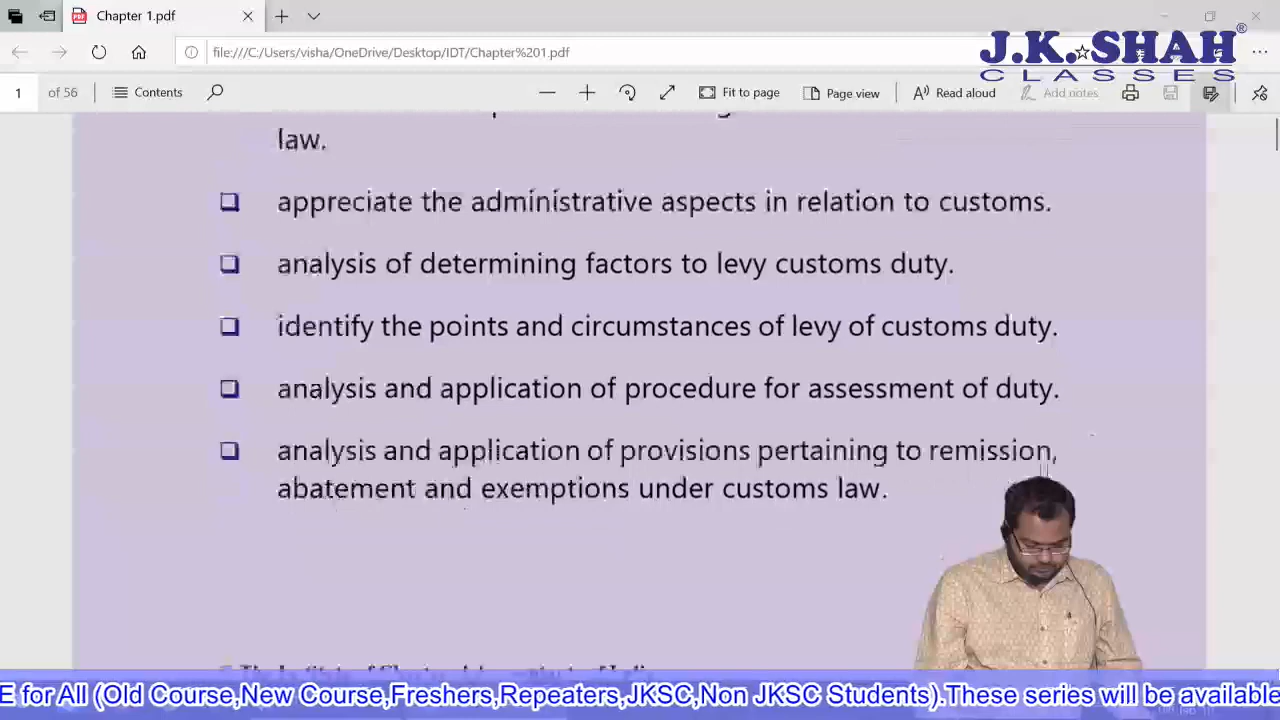 Chapter 1.pdf
file:///C:/Users/visha/OneDrive/Desktop/IDT/Chapter%201.pdf
J.K.SHAH®
CLASSES
1 of 56 Contents Fit to page Page view Read aloud Add notes
law.
appreciate the administrative aspects in relation to customs.
analysis of determining factors to levy customs duty.
identify the points and circumstances of levy of customs duty.
analysis and application of procedure for assessment of duty.
analysis and application of provisions pertaining to remission,
abatement and exemptions under customs law.
E for All (Old Course,New Course,Freshers,Repeaters,JKSC,Non JKSC Students).These series will be available